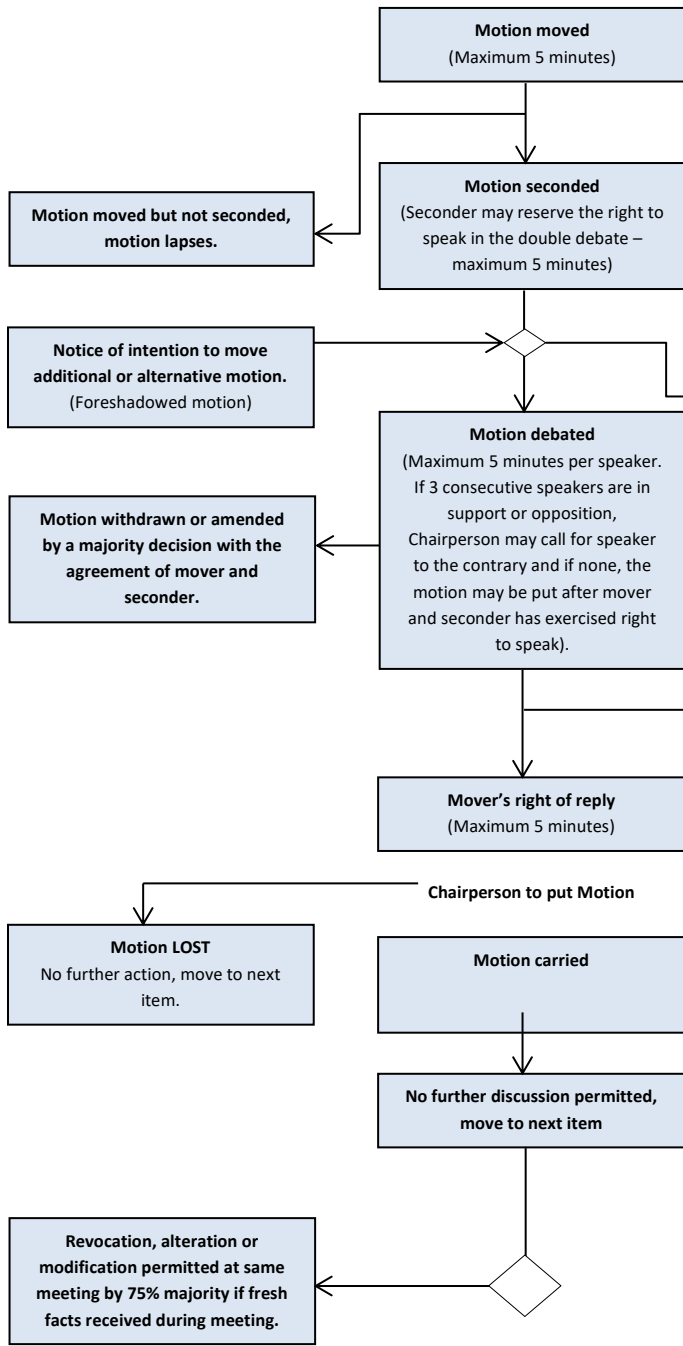 Motion moved
(Maximum 5 minutes)
Motion seconded
(Seconder may reserve the right to
speak in the double debate –
maximum 5 minutes)
Motion moved but not seconded,
motion lapses.
Notice of intention to move
additional or alternative motion.
(Foreshadowed motion)
Motion debated
(Maximum 5 minutes per speaker.
If 3 consecutive speakers are in
support or opposition,
Chairperson may call for speaker
to the contrary and if none, the
motion may be put after mover
and seconder has exercised right
to speak).
Motion withdrawn or amended
by a majority decision with the
agreement of mover and
seconder.
Mover’s right of reply
(Maximum 5 minutes)
Chairperson to put Motion
Motion LOST
No further action, move to next
item.
Motion carried
No further discussion permitted,
move to next item
Revocation, alteration or
modification permitted at same
meeting by 75% majority if fresh
facts received during meeting.